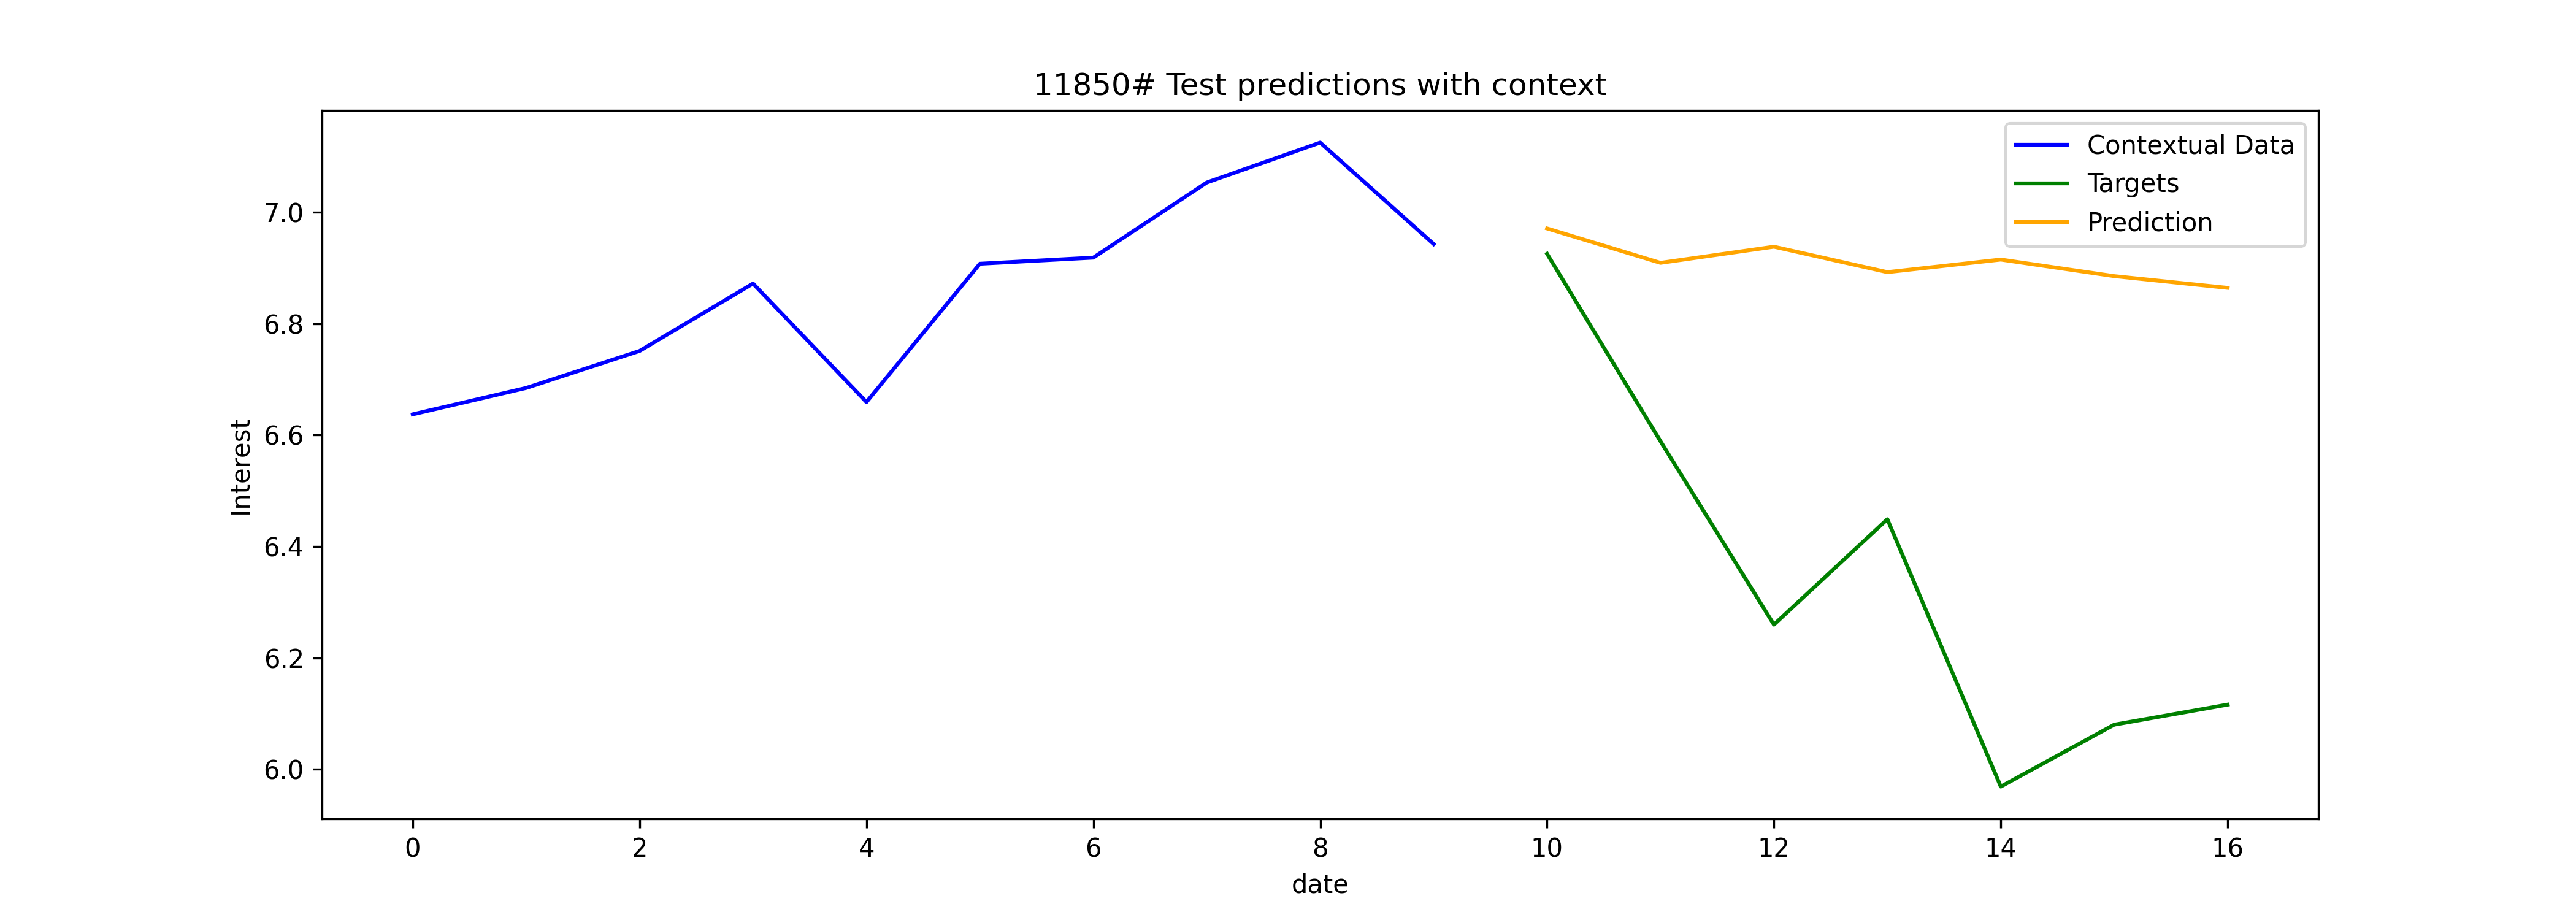 11850# Test predictions with context
Contextual Data
Targets
Prediction
Interest
7.0
6.8
6.6
6.4
6.2
6.0
0 2 4 6 8 10 12 14 16
date